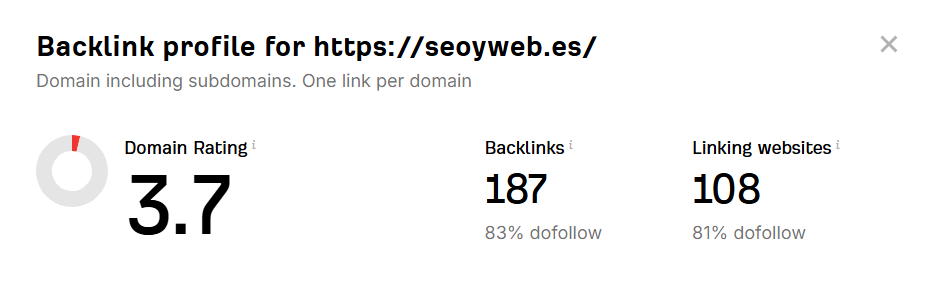 Backlink profile for https://seoyweb.es/
Domain including subdomains. One link per domain
Domain Rating i
3.7
Backlinks i
187
83% dofollow
Linking websites i
108
81% dofollow